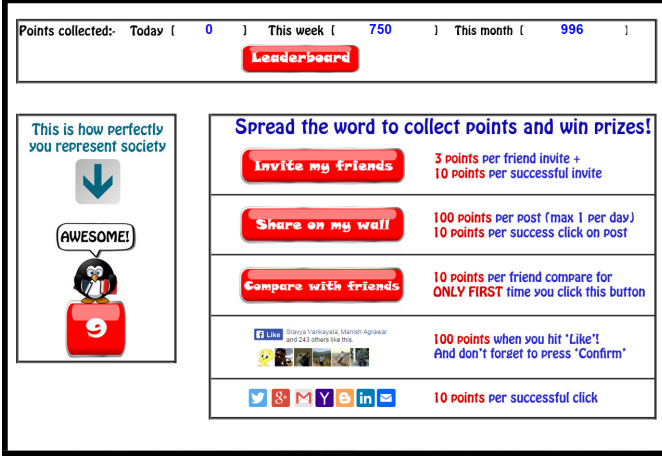 Points collected:- Today ( 0 ) This week ( 750 ) This month ( 996 )
Leaderboard
This is how perfectly
you represent society
AWESOME!
9
Spread the word to collect points and win prizes!
Invite my friends
3 points per friend invite +
10 points per successful invite
Share on my wall
100 points per post (max 1 per day)
10 points per success click on post
Compare with friends
10 points per friend compare for
ONLY FIRST time you click this button
Like
Sravya Vankayala, Manish Agrawal
and 243 others like this.
100 points when you hit 'Like'!
And don't forget to press 'Confirm'
10 points per successful click